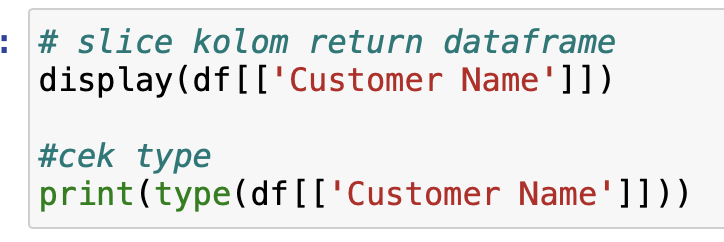 : # slice kolom return dataframe
display(df[['Customer Name']])
#cek type
print(type(df[['Customer Name']]))